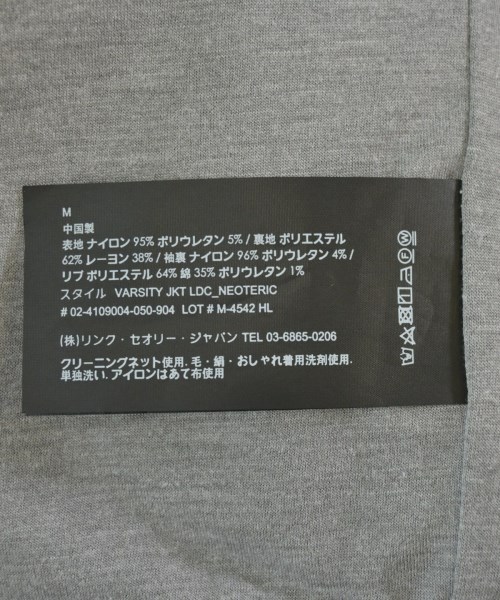 M
中国製
表地 ナイロン 95% ポリウレタン 5% / 裏地 ポリエステル
62% レーヨン 38% / 袖裏 ナイロン 96% ポリウレタン 4% /
リブ ポリエステル 64% 綿 35% ポリウレタン 1%
スタイル VARSITY JKT LDC_NEOTERIC
# 02-4109004-050-904 LOT # M-4542 HL
(株)リンク・セオリー・ジャパン TEL 03-6865-0206
クリーニングネット使用. 毛・絹・おしゃれ着用洗剤使用.
単独洗い. アイロンはあて布使用